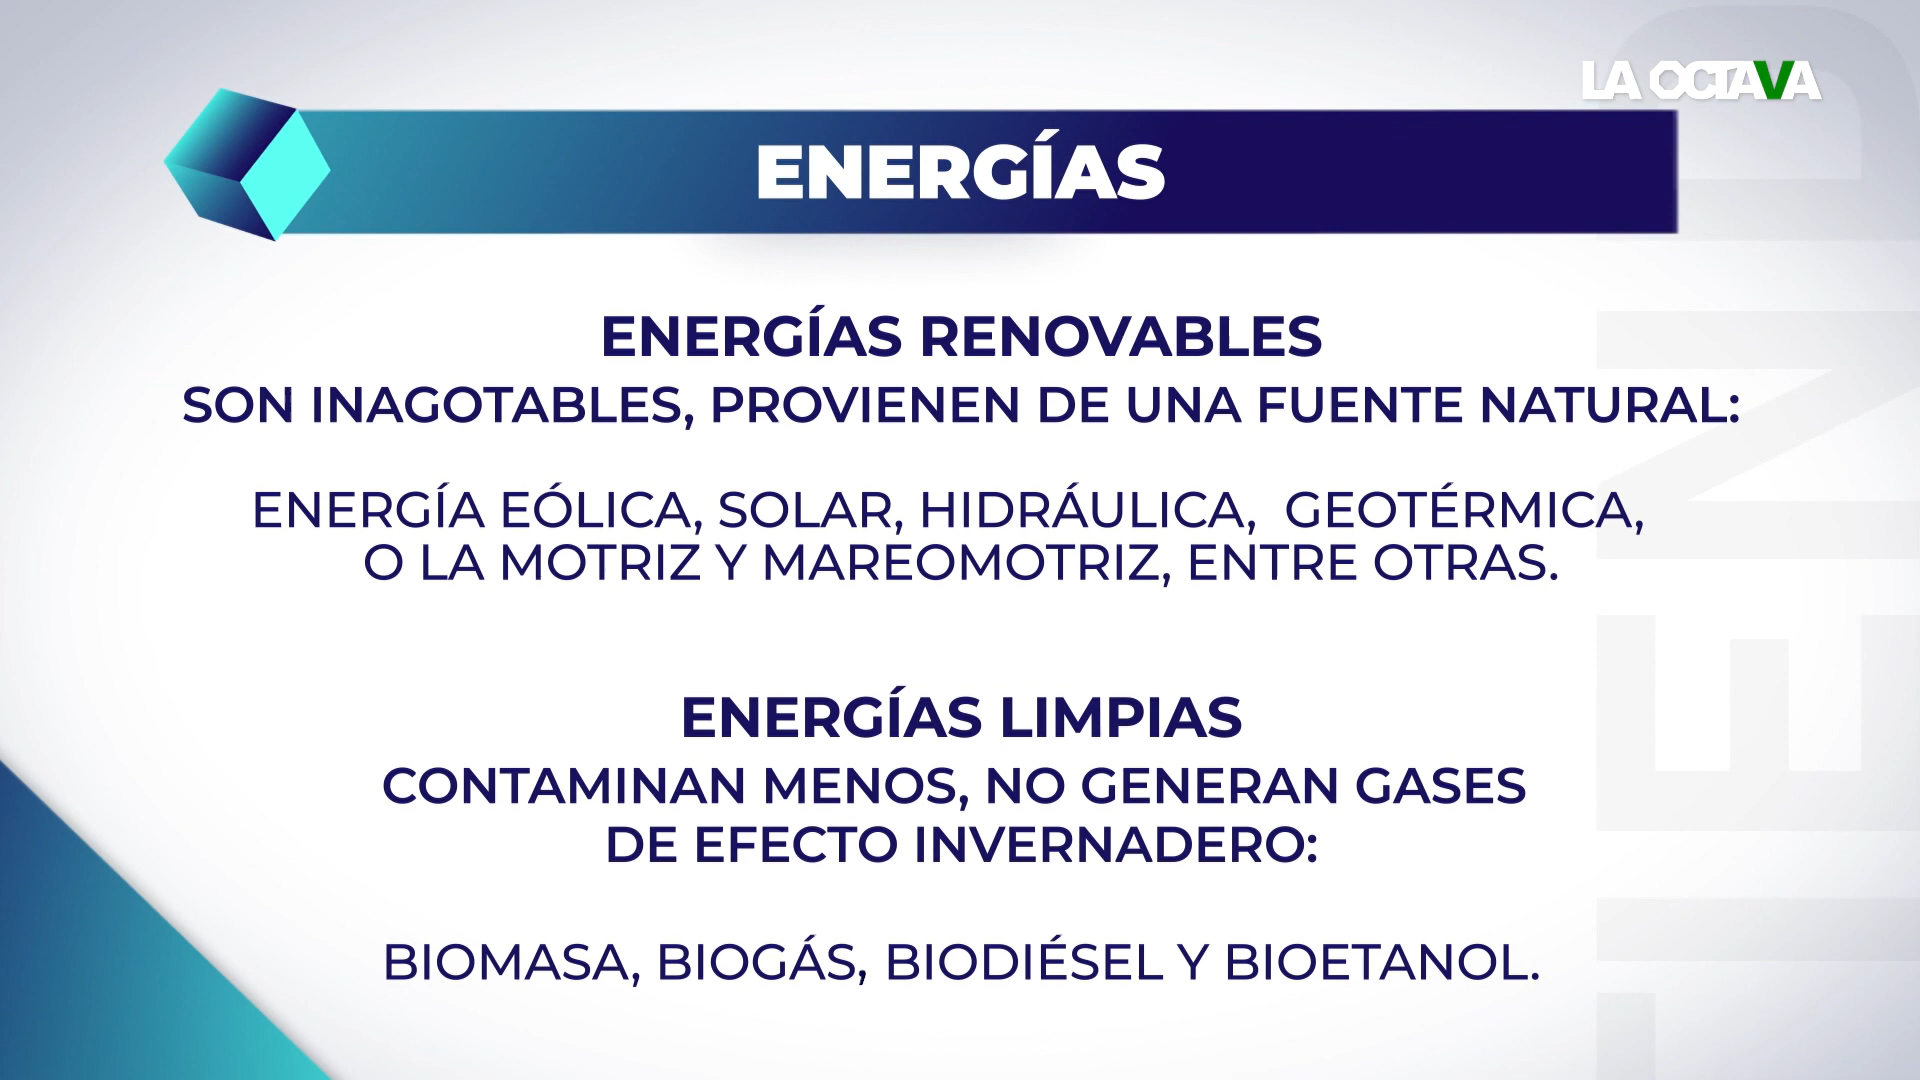 LA OCTAVA
ENERGÍAS
ENERGÍAS RENOVABLES
SON INAGOTABLES, PROVIENEN DE UNA FUENTE NATURAL:
ENERGÍA EÓLICA, SOLAR, HIDRÁULICA, GEOTÉRMICA,
O LA MOTRIZ Y MAREOMOTRIZ, ENTRE OTRAS.
ENERGÍAS LIMPIAS
CONTAMINAN MENOS, NO GENERAN GASES
DE EFECTO INVERNADERO:
BIOMASA, BIOGÁS, BIODIÉSEL Y BIOETANOL.